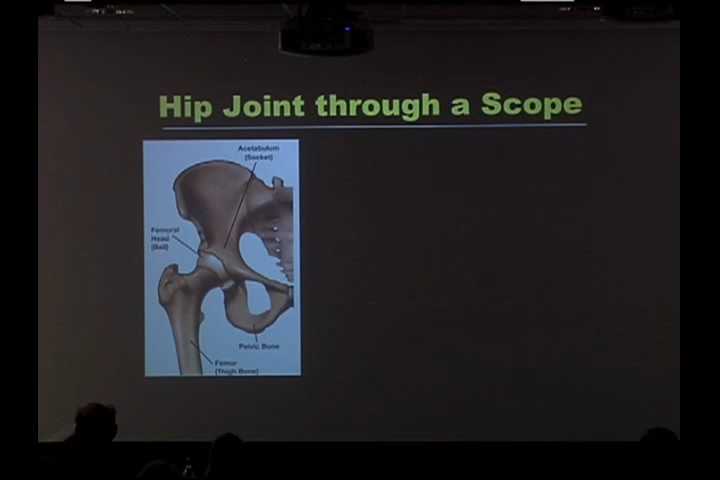 Hip Joint through a Scope
Acetabulum
(Socket)
Femoral
Head
(Ball)
Pelvic Bone
Femur
(Thigh Bone)